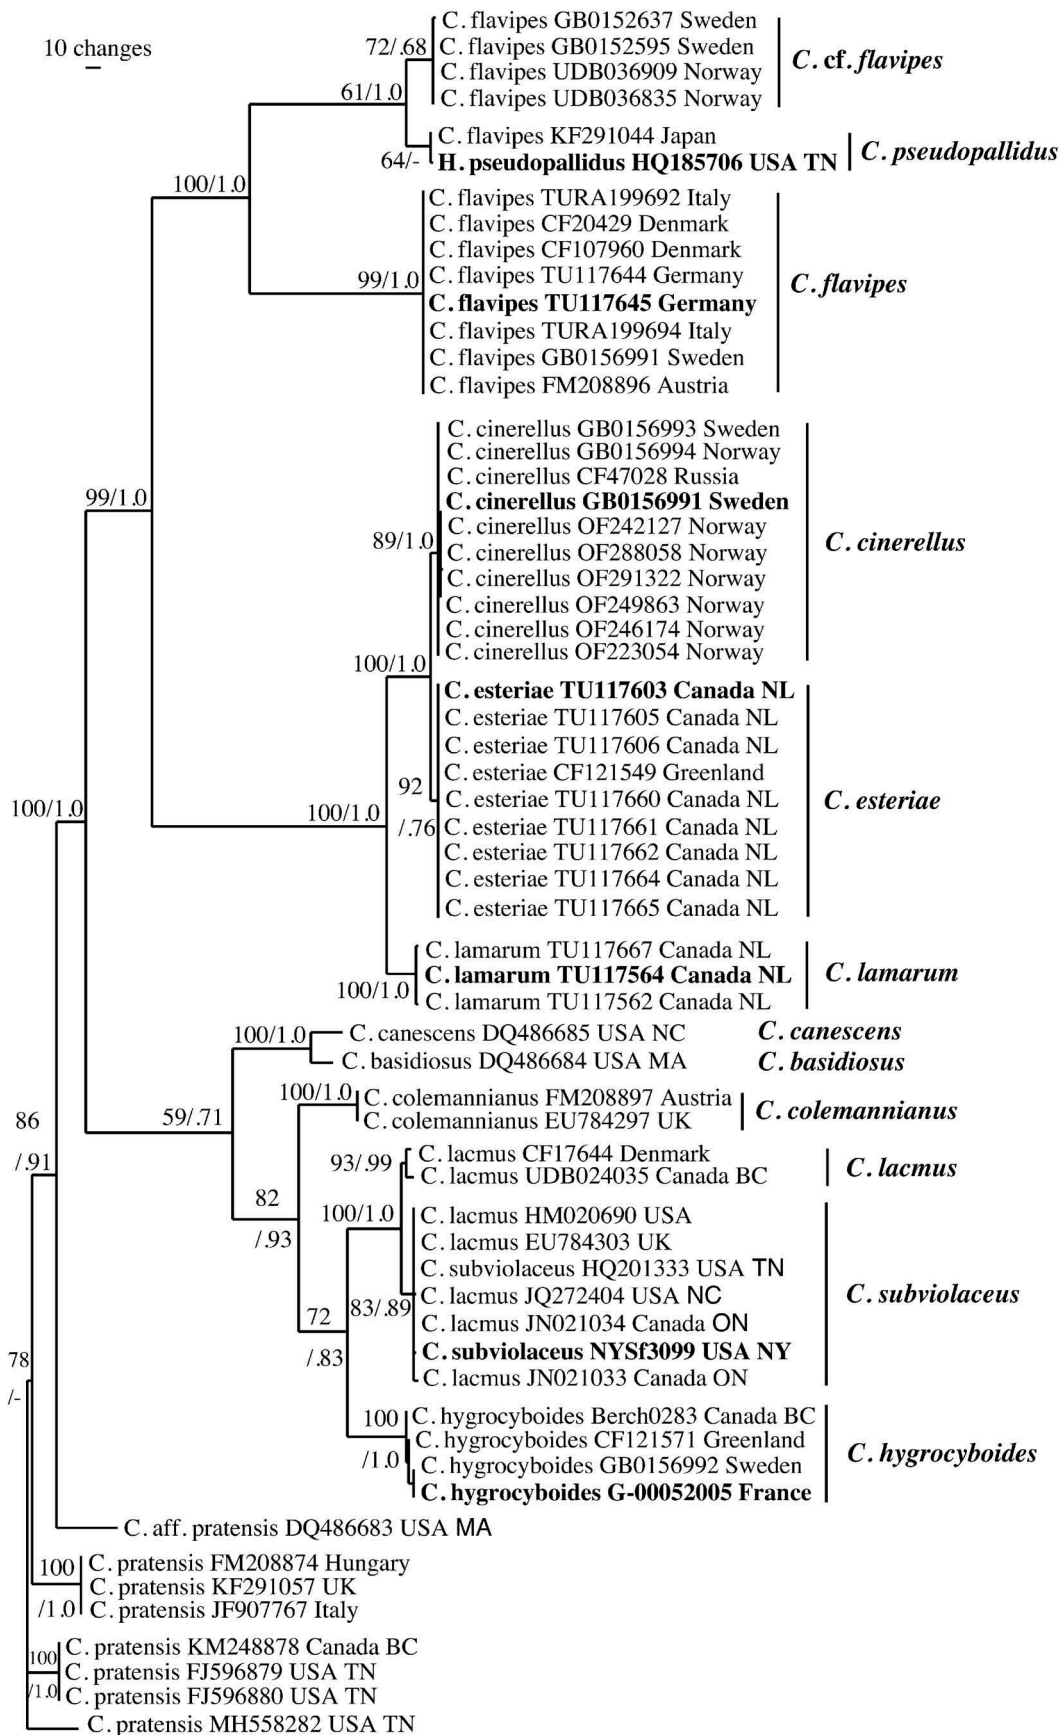 10 changes
C. flavipes GB0152637 Sweden
72/.68 C. flavipes GB0152595 Sweden
C. flavipes UDB036909 Norway
C. flavipes UDB036835 Norway
C. cf. flavipes
61/1.0
C. flavipes KF291044 Japan
64/- H. pseudopallidus HQ185706 USA TN
C. pseudopallidus
100/1.0
C. flavipes TURA199692 Italy
C. flavipes CF20429 Denmark
C. flavipes CF107960 Denmark
99/1.0 C. flavipes TU117644 Germany
C. flavipes TU117645 Germany
C. flavipes TURA199694 Italy
C. flavipes GB0156991 Sweden
C. flavipes FM208896 Austria
C. flavipes
99/1.0
C. cinerellus GB0156993 Sweden
C. cinerellus GB0156994 Norway
C. cinerellus CF47028 Russia
C. cinerellus GB0156991 Sweden
C. cinerellus OF242127 Norway
89/1.0 C. cinerellus OF288058 Norway
C. cinerellus OF291322 Norway
C. cinerellus OF249863 Norway
C. cinerellus OF246174 Norway
C. cinerellus OF223054 Norway
C. cinerellus
100/1.0
C. esteriae TU117603 Canada NL
C. esteriae TU117605 Canada NL
C. esteriae TU117606 Canada NL
C. esteriae CF121549 Greenland
92 C. esteriae TU117660 Canada NL
/.76 C. esteriae TU117661 Canada NL
C. esteriae TU117662 Canada NL
C. esteriae TU117664 Canada NL
C. esteriae TU117665 Canada NL
C. esteriae
100/1.0
100/1.0
C. lamarum TU117667 Canada NL
C. lamarum TU117564 Canada NL
100/1.0 C. lamarum TU117562 Canada NL
C. lamarum
100/1.0 C. canescens DQ486685 USA NC C. canescens
C. basidiosus DQ486684 USA MA C. basidiosus
59/.71
100/1.0 C. colemannianus FM208897 Austria
C. colemannianus EU784297 UK
C. colemannianus
86
/.91
82
/.93
93/.99 C. lacmus CF17644 Denmark
C. lacmus UDB024035 Canada BC
C. lacmus
100/1.0 C. lacmus HM020690 USA
C. lacmus EU784303 UK
C. subviolaceus HQ201333 USA TN
83/.89 C. lacmus JQ272404 USA NC
C. lacmus JN021034 Canada ON
C. subviolaceus NYSf3099 USA NY
C. lacmus JN021033 Canada ON
C. subviolaceus
72
/.83
100 C. hygrocyboides Berch0283 Canada BC
C. hygrocyboides CF121571 Greenland
/1.0 C. hygrocyboides GB0156992 Sweden
C. hygrocyboides G-00052005 France
C. hygrocyboides
78
/-
C. aff. pratensis DQ486683 USA MA
100 C. pratensis FM208874 Hungary
C. pratensis KF291057 UK
/1.0 C. pratensis JF907767 Italy
C. pratensis KM248878 Canada BC
100 C. pratensis FJ596879 USA TN
/1.0 C. pratensis FJ596880 USA TN
C. pratensis MH558282 USA TN